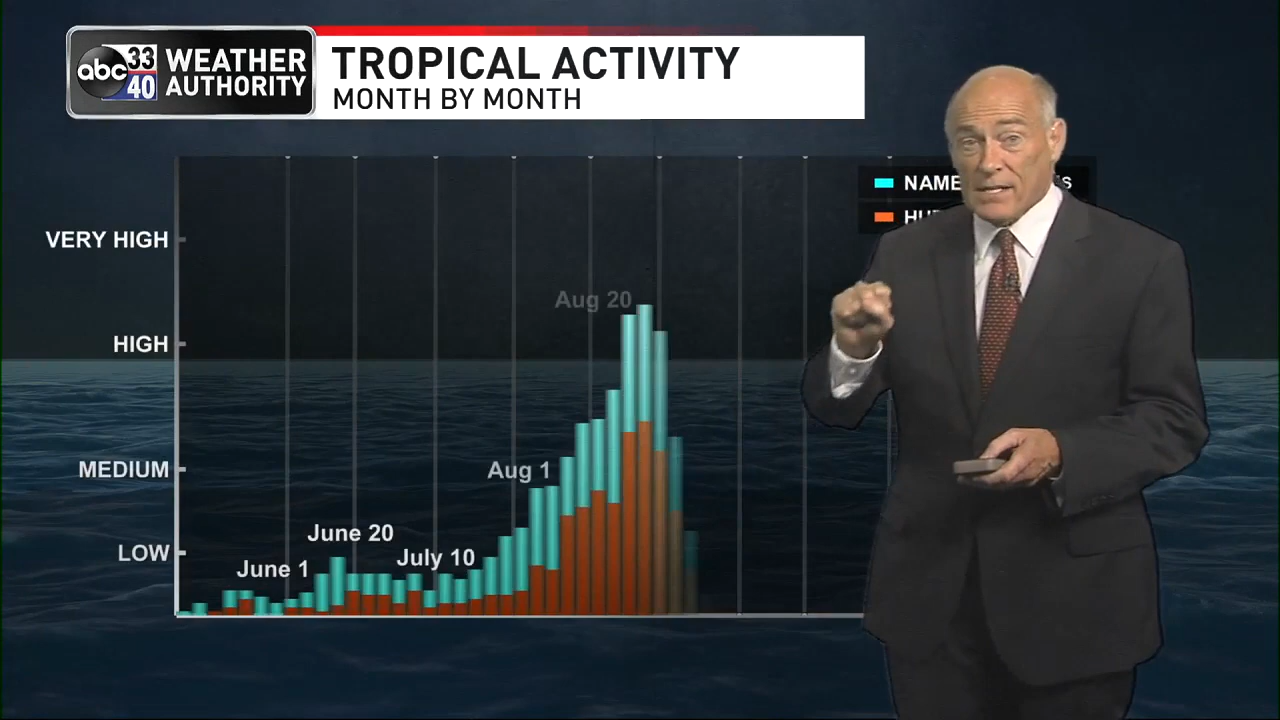 abc 33 40
WEATHER
AUTHORITY
TROPICAL ACTIVITY
MONTH BY MONTH
VERY HIGH
HIGH
MEDIUM
LOW
June 1
June 20
July 10
Aug 1
Aug 20